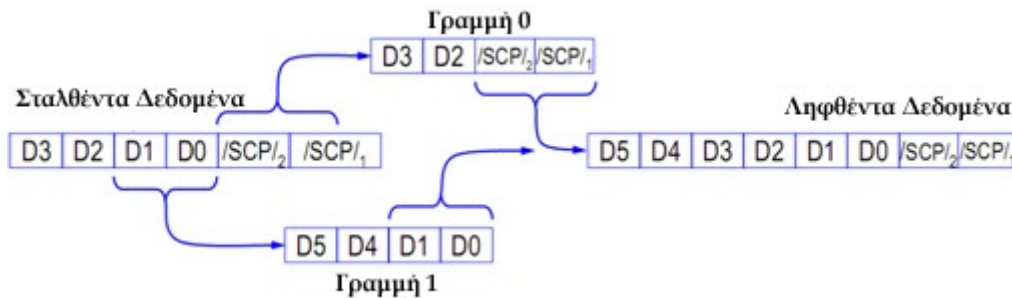 Γραμμή 0
D3 D2 /SCP/₂ /SCP/₁
Σταλθέντα Δεδομένα
Ληφθέντα Δεδομένα
D3 D2 D1 D0 /SCP/₂ /SCP/₁
D5 D4 D3 D2 D1 D0 /SCP/₂ /SCP/₁
D5 D4 D1 D0
Γραμμή 1